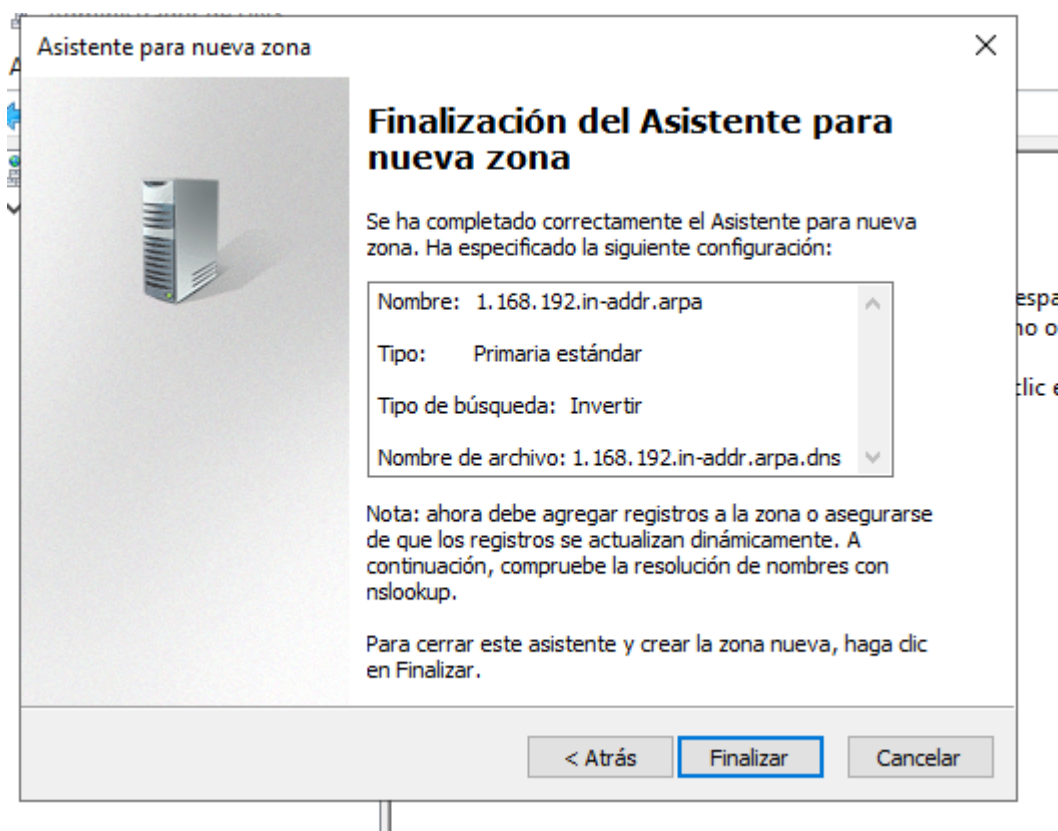 Asistente para nueva zona
Finalización del Asistente para
nueva zona
Se ha completado correctamente el Asistente para nueva
zona. Ha especificado la siguiente configuración:
Nombre: 1.168.192.in-addr.arpa
Tipo: Primaria estándar
Tipo de búsqueda: Invertir
Nombre de archivo: 1.168.192.in-addr.arpa.dns
Nota: ahora debe agregar registros a la zona o asegurarse
de que los registros se actualizan dinámicamente. A
continuación, compruebe la resolución de nombres con
nslookup.
Para cerrar este asistente y crear la zona nueva, haga clic
en Finalizar.
< Atrás
Finalizar
Cancelar